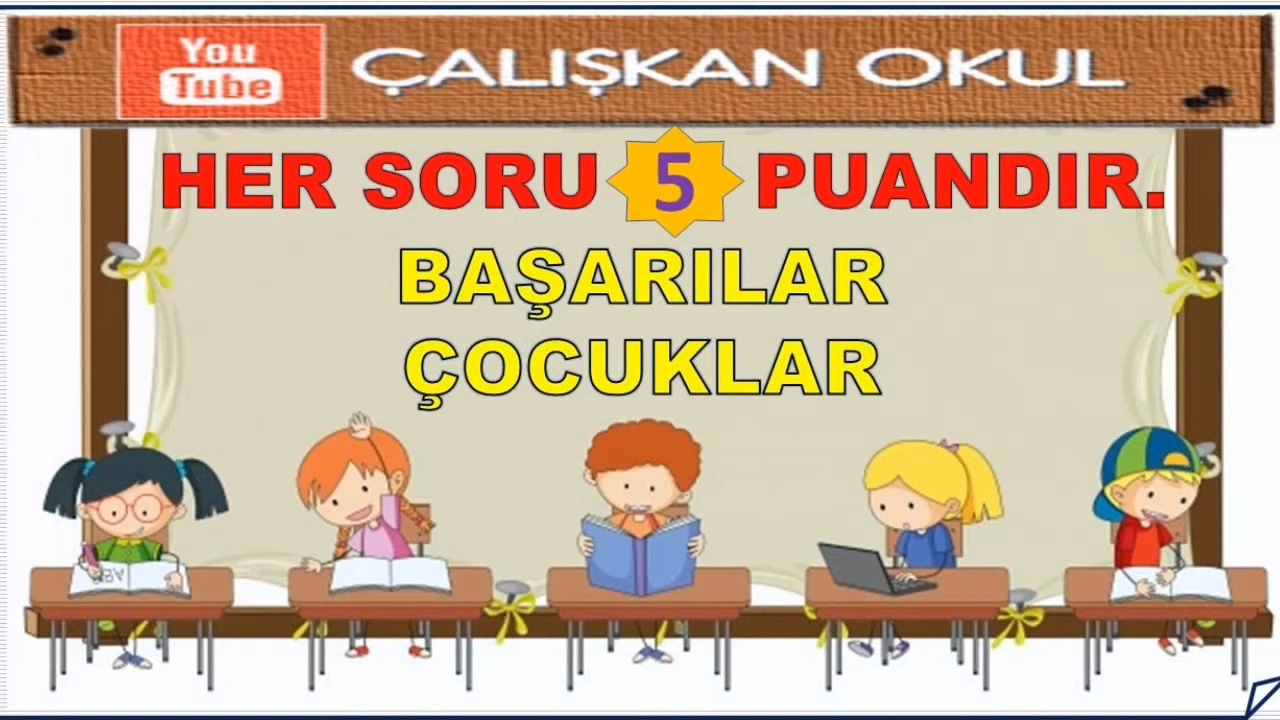 You
Tube
ÇALIŞKAN OKUL
HER SORU 5 PUANDIR.
BAŞARILAR
ÇOCUKLAR